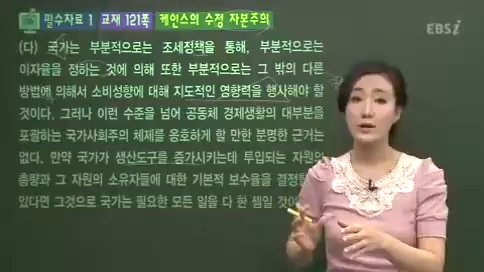 필수자료 1 교재 121쪽 케인스의 수정 자본주의
EBSi
(다) 국가는 부분적으로는 조세정책을 통해, 부분적으로는
이자율을 정하는 것에 의해 또한 부분적으로는 그 밖의 다른
방법에 의해서 소비성향에 대해 지도적인 영향력을 행사해야 할
것이다. 그러나 이런 수준을 넘어 공동체 경제생활의 대부분을
포괄하는 국가사회주의 체제를 옹호하게 할 만한 분명한 근거는
없다. 만약 국가가 생산도구를 증가시키는데 투입되는 자원의
총량과 그 자원의 소유자들에 대한 기본적 보수율을 결정할
있다면 그것으로 국가는 필요한 모든 일을 다 한 셈일